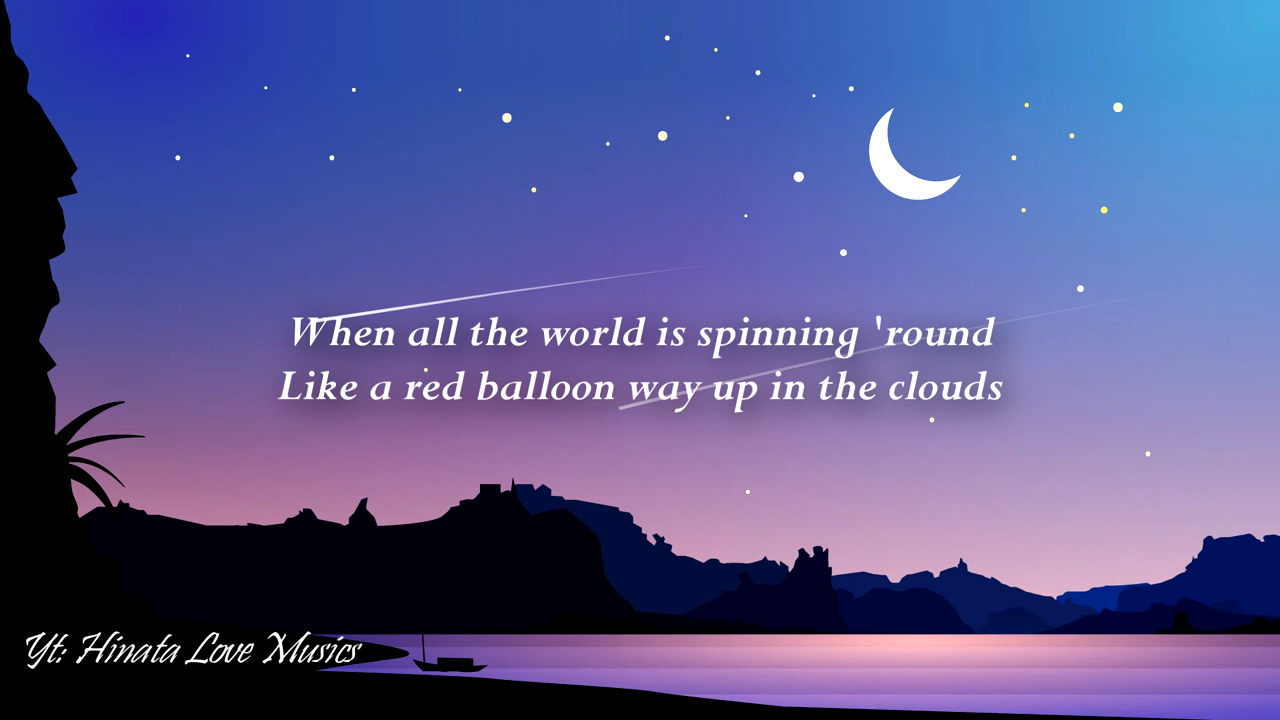 When all the world is spinning 'round
Like a red balloon way up in the clouds
Yt: Hinata Love Musics